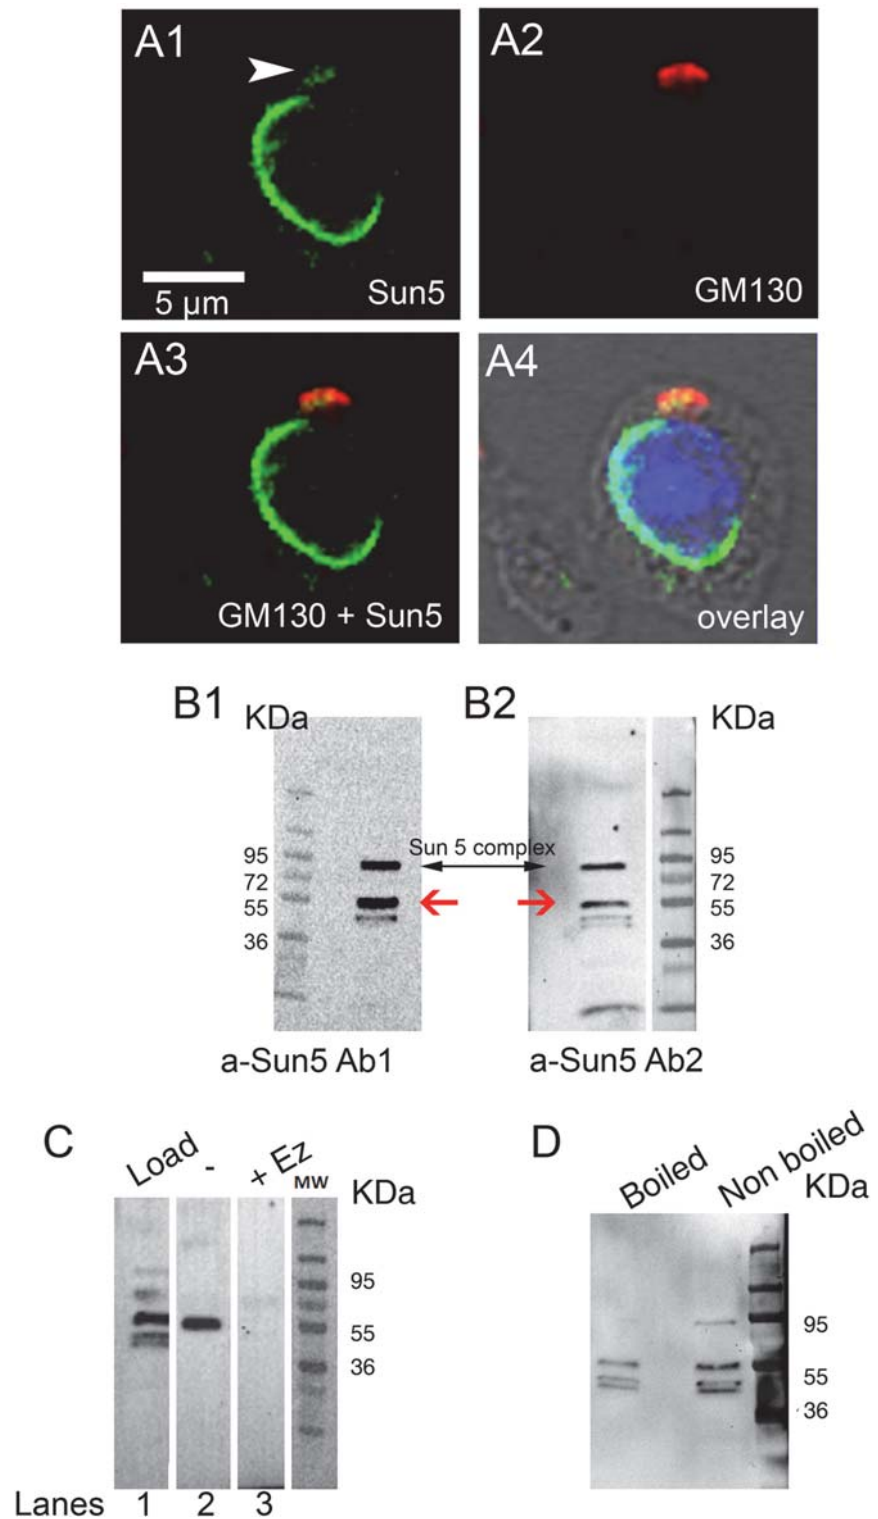 A1
A2
5 µm
Sun5
GM130
A3
A4
GM130 + Sun5
overlay
B1
KDa
B2
KDa
Sun 5 complex
95
72
55
36
95
72
55
36
a-Sun5 Ab1
a-Sun5 Ab2
C
Load
-
+ Ez
MW
KDa
95
55
36
Lanes 1 2 3
D
Boiled
Non boiled
KDa
95
55
36